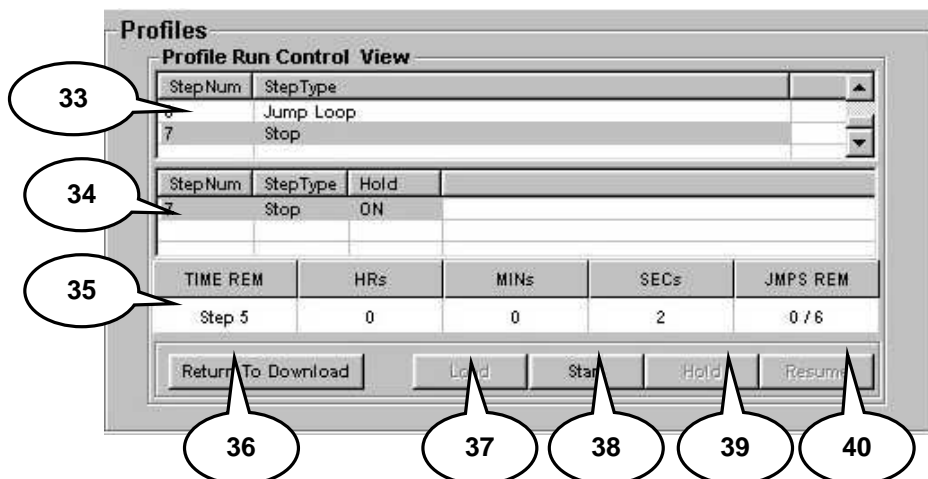 Profiles
Profile Run Control View
StepNum StepType
33
Jump Loop
7 Stop
StepNum StepType Hold
34
Stop ON
35
TIME REM HRs MINs SECs JMPS REM
Step 5 0 0 2 0 / 6
Return To Download Load Start Hold Resume
36 37 38 39 40